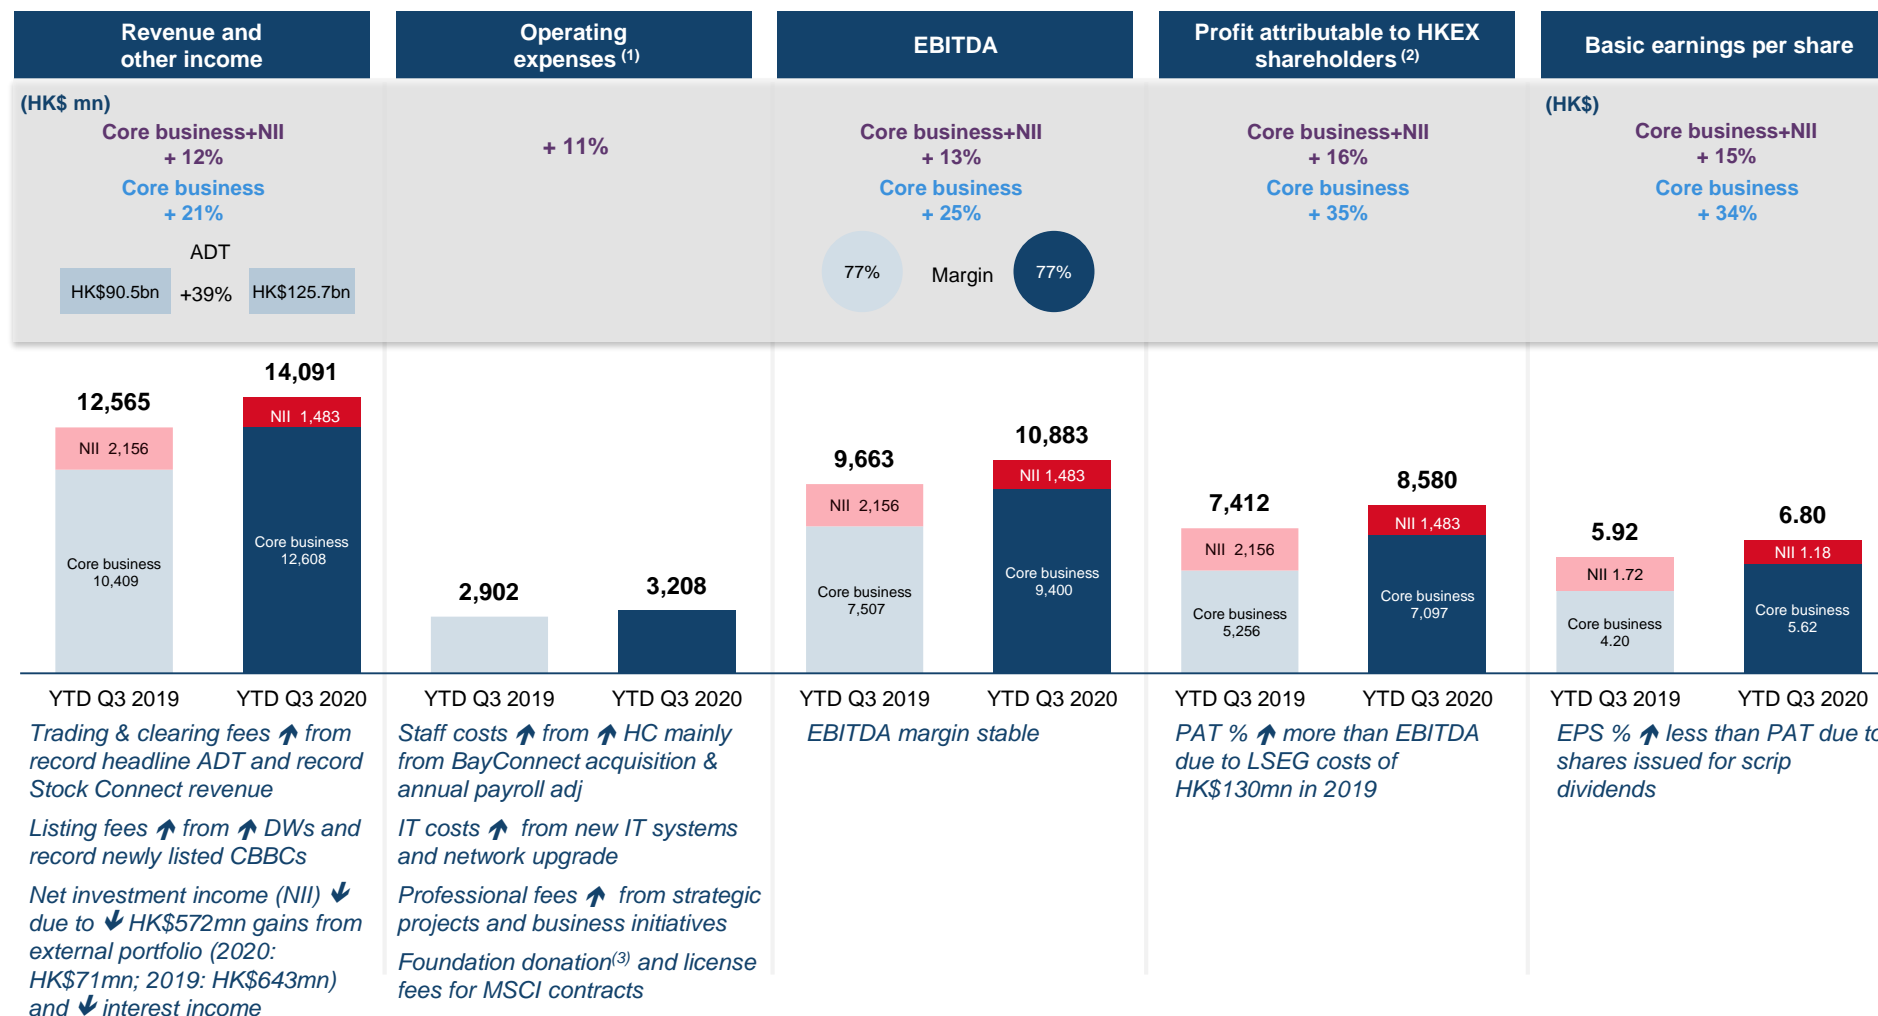 Revenue and
other income
Operating
expenses (1)
EBITDA
Profit attributable to HKEX
shareholders (2)
Basic earnings per share
(HK$ mn)
Core business+NII
+ 12%
Core business
+ 21%
ADT
HK$90.5bn
+39%
HK$125.7bn
+ 11%
Core business+NII
+ 13%
Core business
+ 25%
77%
Margin
77%
Core business+NII
+ 16%
Core business
+ 35%
(HK$)
Core business+NII
+ 15%
Core business
+ 34%
12,565
NII 2,156
Core business
10,409
14,091
NII 1,483
Core business
12,608
2,902
3,208
9,663
NII 2,156
Core business
7,507
10,883
NII 1,483
Core business
9,400
7,412
NII 2,156
Core business
5,256
8,580
NII 1,483
Core business
7,097
5.92
NII 1.72
Core business
4.20
6.80
NII 1.18
Core business
5.62
YTD Q3 2019
YTD Q3 2020
YTD Q3 2019
YTD Q3 2020
YTD Q3 2019
YTD Q3 2020
YTD Q3 2019
YTD Q3 2020
YTD Q3 2019
YTD Q3 2020
Trading & clearing fees ↑ from
record headline ADT and record
Stock Connect revenue
Listing fees ↑ from ↑ DWs and
record newly listed CBBCs
Net investment income (NII) ↓
due to ↓ HK$572mn gains from
external portfolio (2020:
HK$71mn; 2019: HK$643mn)
and ↓ interest income
Staff costs ↑ from ↑ HC mainly
from BayConnect acquisition &
annual payroll adj
IT costs ↑ from new IT systems
and network upgrade
Professional fees ↑ from strategic
projects and business initiatives
Foundation donation(3) and license
fees for MSCI contracts
EBITDA margin stable
PAT % ↑ more than EBITDA
due to LSEG costs of
HK$130mn in 2019
EPS % ↑ less than PAT due to
shares issued for scrip
dividends